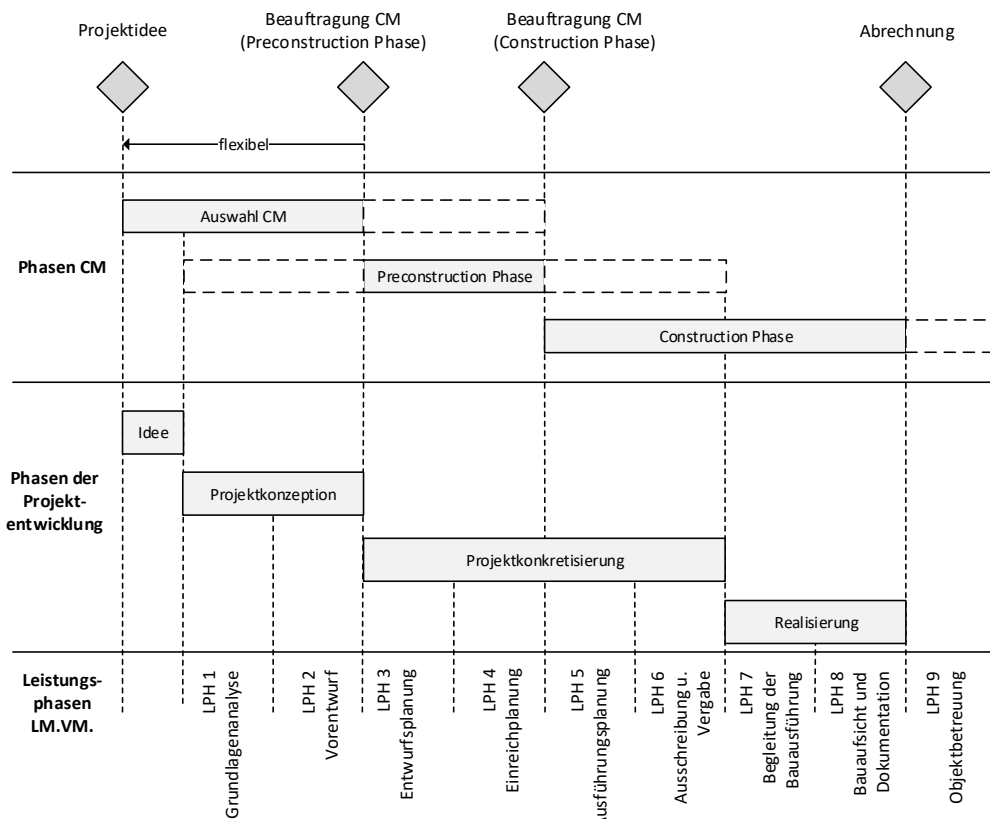 Projektidee
Beauftragung CM
(Preconstruction Phase)
Beauftragung CM
(Construction Phase)
Abrechnung
flexibel
Auswahl CM
Phasen CM
Preconstruction Phase
Construction Phase
Idee
Phasen der
Projekt-
entwicklung
Projektkonzeption
Projektkonkretisierung
Realisierung
Leistungs-
phasen
LM.VM.
LPH 1
Grundlagenanalyse
LPH 2
Vorentwurf
LPH 3
Entwurfsplanung
LPH 4
Einreichplanung
LPH 5
Ausführungsplanung
LPH 6
Ausschreibung u.
Vergabe
LPH 7
Begleitung der
Bauausführung
LPH 8
Bauaufsicht und
Dokumentation
LPH 9
Objektbetreuung